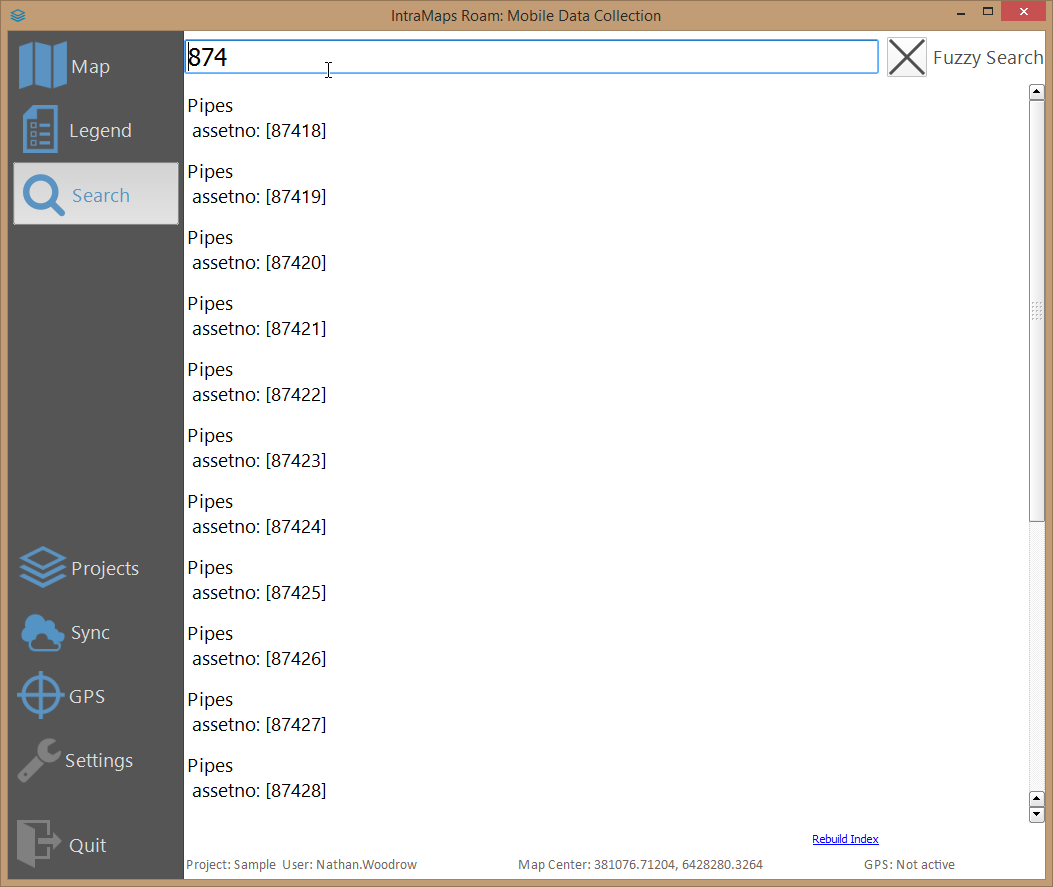 IntraMaps Roam: Mobile Data Collection
Map
Legend
Search
Projects
Sync
GPS
Settings
Quit
874
Fuzzy Search
Pipes
assetno: [87418]
Pipes
assetno: [87419]
Pipes
assetno: [87420]
Pipes
assetno: [87421]
Pipes
assetno: [87422]
Pipes
assetno: [87423]
Pipes
assetno: [87424]
Pipes
assetno: [87425]
Pipes
assetno: [87426]
Pipes
assetno: [87427]
Pipes
assetno: [87428]
Rebuild Index
Project: Sample User: Nathan.Woodrow Map Center: 381076.71204, 6428280.3264 GPS: Not active